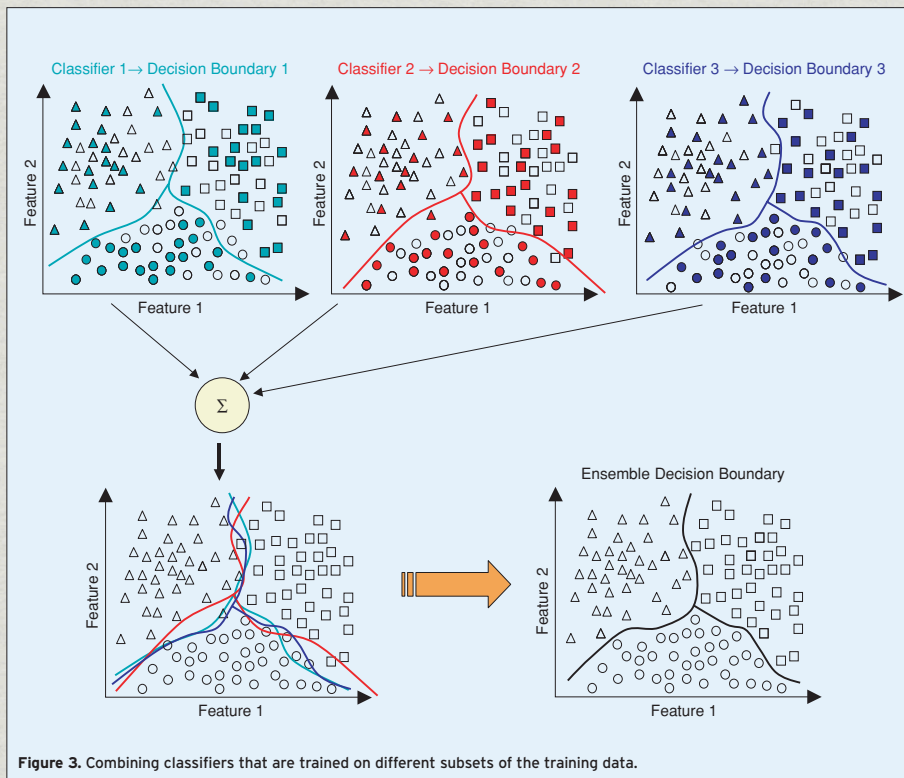 Classifier 1 → Decision Boundary 1
Classifier 2 → Decision Boundary 2
Classifier 3 → Decision Boundary 3
Feature 2
Feature 2
Feature 2
Feature 1
Feature 1
Feature 1
Σ
Ensemble Decision Boundary
Feature 2
Feature 2
Feature 1
Feature 1
Figure 3. Combining classifiers that are trained on different subsets of the training data.